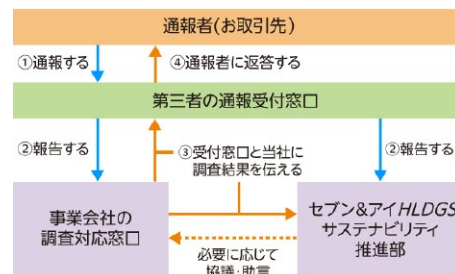 通報者(お取引先)
①通報する
④通報者に返答する
第三者の通報受付窓口
②報告する
③受付窓口と当社に
調査結果を伝える
②報告する
事業会社の
調査対応窓口
セブン&アイHLDGS
サステナビリティ
推進部
必要に応じて
協議・助言